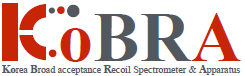 KoBRA
Korea Broad acceptance Recoil Spectrometer & Apparatus